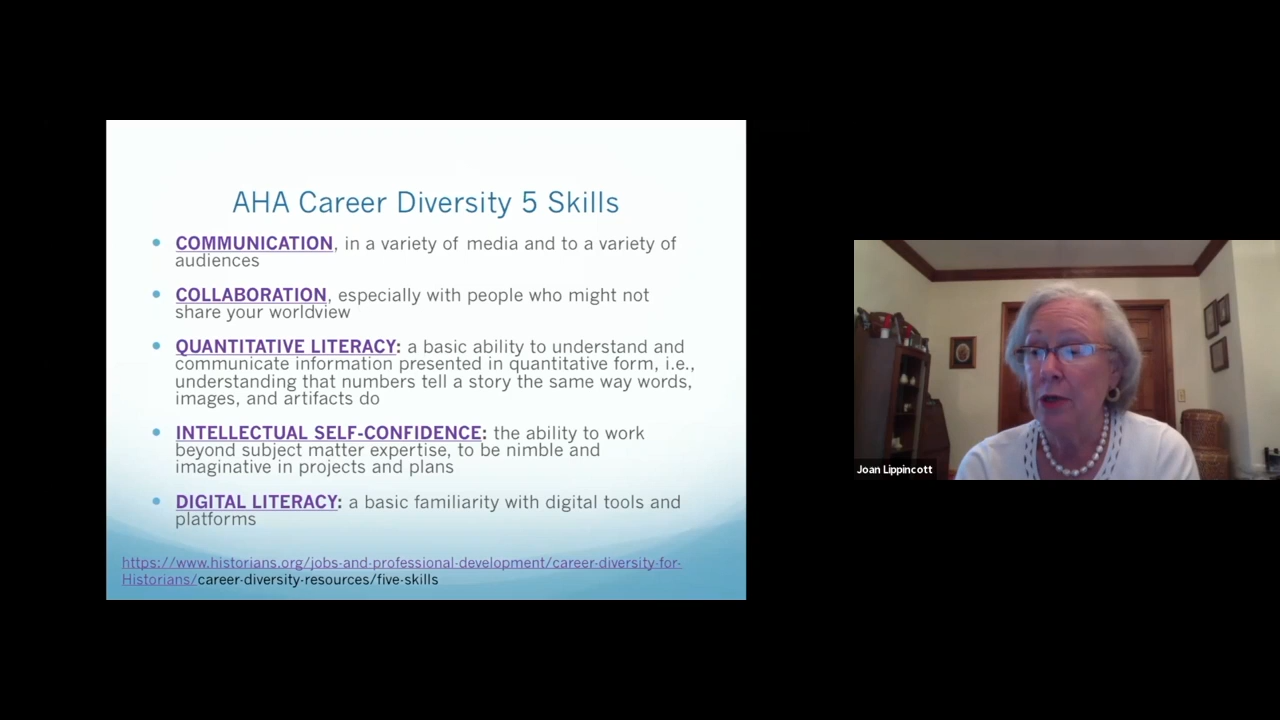 AHA Career Diversity 5 Skills
COMMUNICATION, in a variety of media and to a variety of
audiences
COLLABORATION, especially with people who might not
share your worldview
QUANTITATIVE LITERACY: a basic ability to understand and
communicate information presented in quantitative form, i.e.,
understanding that numbers tell a story the same way words,
images, and artifacts do
INTELLECTUAL SELF-CONFIDENCE: the ability to work
beyond subject matter expertise, to be nimble and
imaginative in projects and plans
DIGITAL LITERACY: a basic familiarity with digital tools and
platforms
https://www.historians.org/jobs-and-professional-development/career-diversity-for-
Historians/career-diversity-resources/five-skills
Joan Lippincott